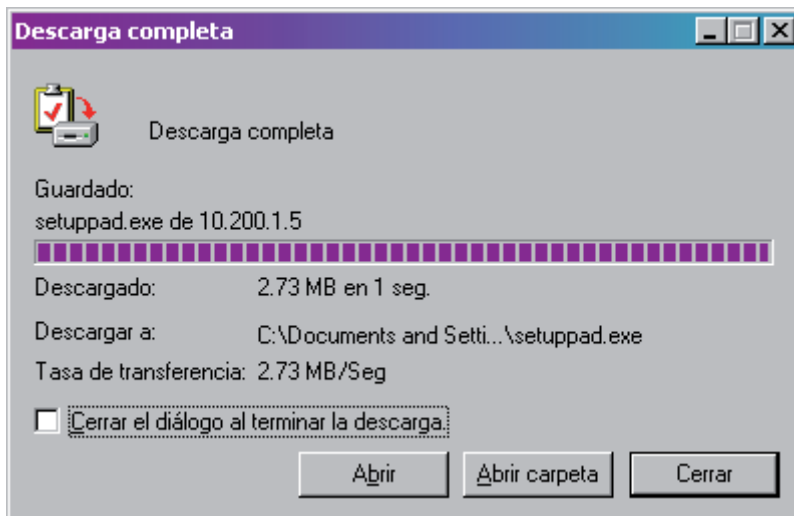 Descarga completa
Descarga completa
Guardado:
setuppad.exe de 10.200.1.5
Descargado: 2.73 MB en 1 seg.
Descargar a: C:\Documents and Setti...\setuppad.exe
Tasa de transferencia: 2.73 MB/Seg
Cerrar el diálogo al terminar la descarga.
Abrir Abrir carpeta Cerrar